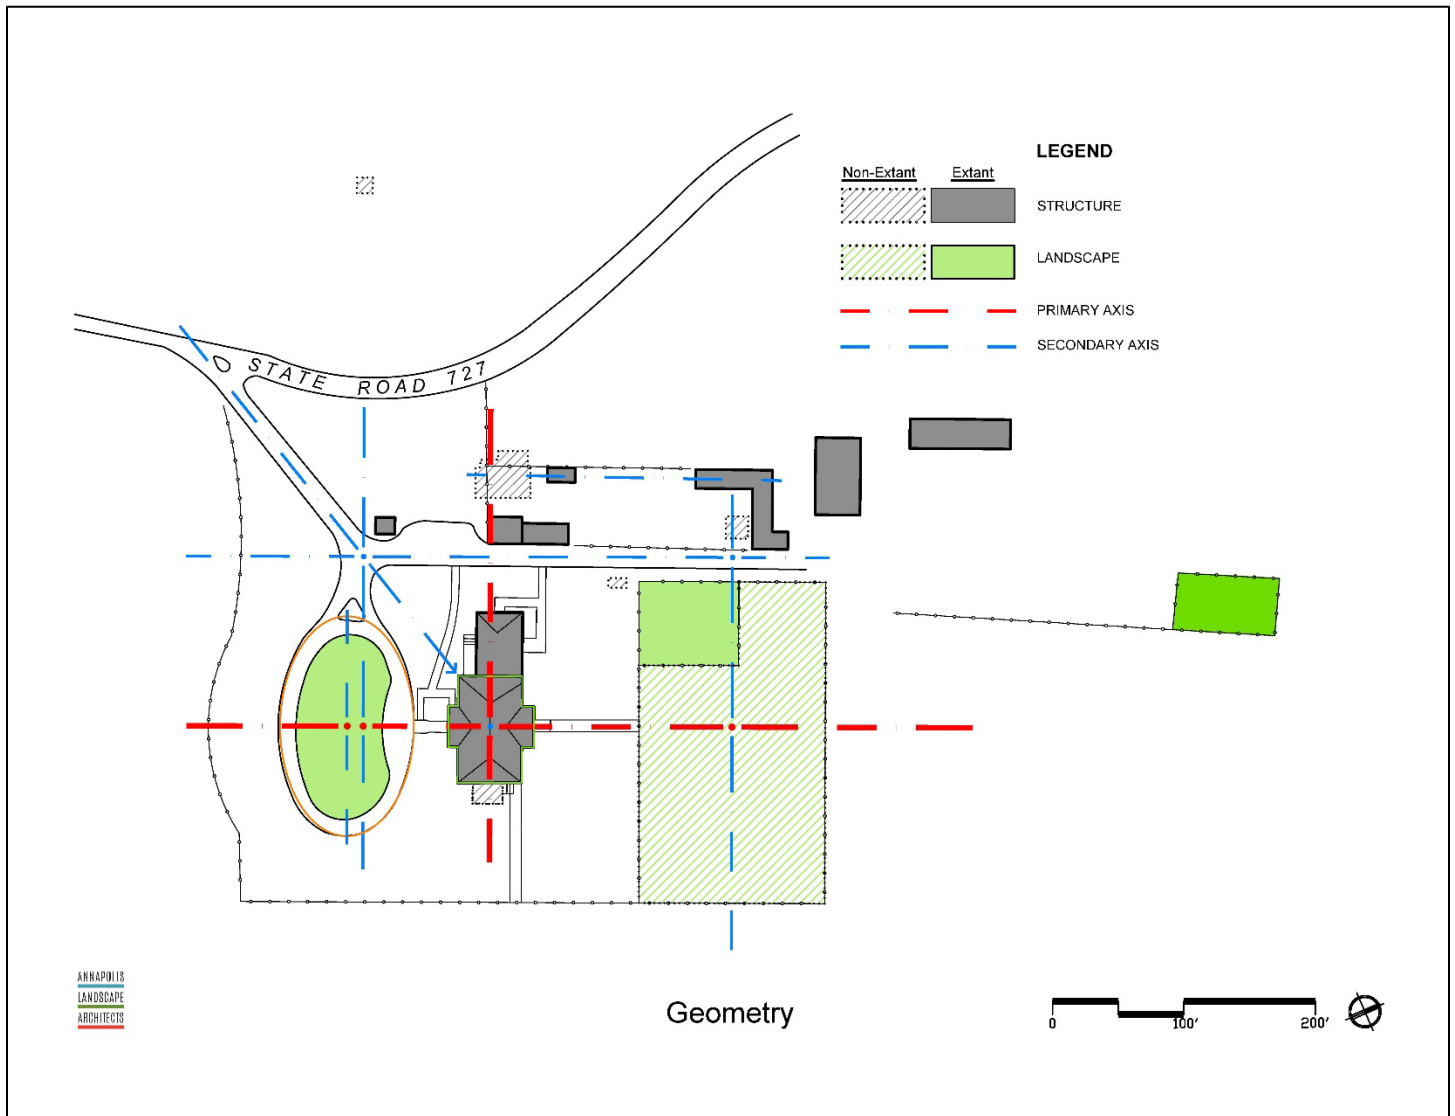 LEGEND
Non-Extant Extant
STRUCTURE
LANDSCAPE
PRIMARY AXIS
SECONDARY AXIS
STATE ROAD 727
ANNAPOLIS
LANDSCAPE
ARCHITECTS
Geometry
0 100' 200'